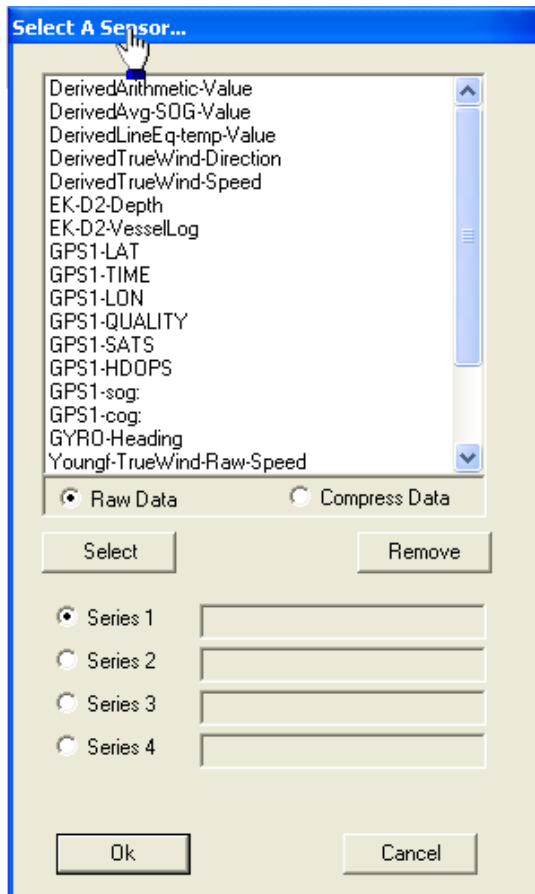 Select A Sensor...
DerivedArithmetic-Value
DerivedAvg-SOG-Value
DerivedLineEq-temp-Value
DerivedTrueWind-Direction
DerivedTrueWind-Speed
EK-D2-Depth
EK-D2-VesselLog
GPS1-LAT
GPS1-TIME
GPS1-LON
GPS1-QUALITY
GPS1-SATS
GPS1-HDOPS
GPS1-sog:
GPS1-cog:
GYRO-Heading
Youngf-TrueWind-Raw-Speed
Raw Data Compress Data
Select Remove
Series 1
Series 2
Series 3
Series 4
Ok Cancel